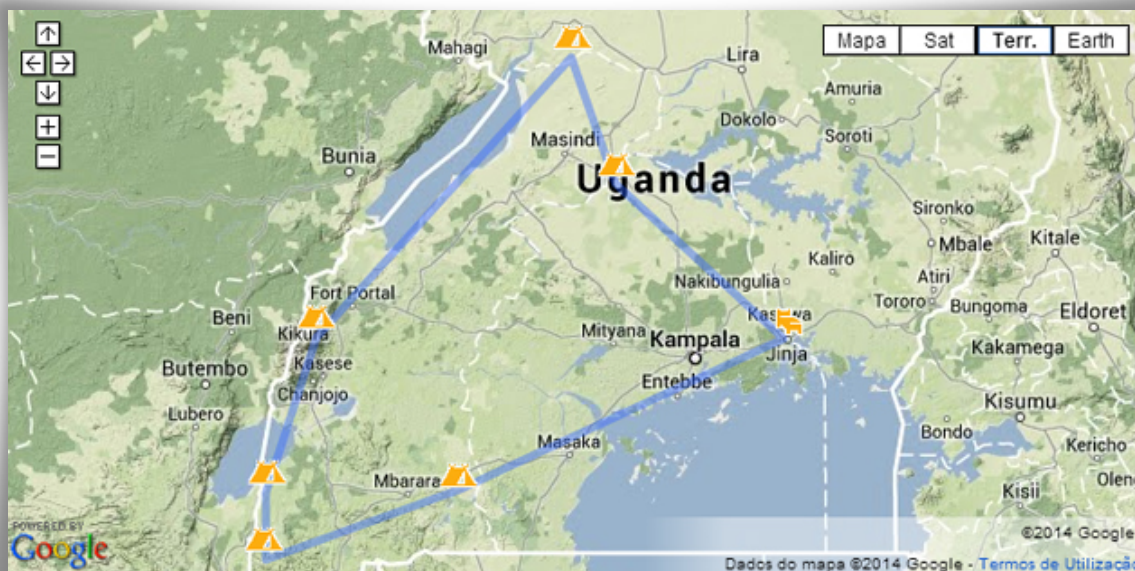 Mapa Sat Terr. Earth
Mahagi
Lira
Amuria
Dokolo
Soroti
Masindi
Bunia
Uganda
Sironko
Mbale
Kitale
Kaliro
Atiri
Nakibungulia
Fort Portal
Tororo
Bungoma
Eldoret
Beni
Kikura
Mityana
Kampala
Jinja
Kakamega
Butembo
Kasese
Entebbe
Chanjojo
Kisumu
Lubero
Masaka
Bondo
Kericho
Mbarara
Kisii
POWERED BY
Google
©2014 Google
Dados do mapa ©2014 Google - Termos de Utilização